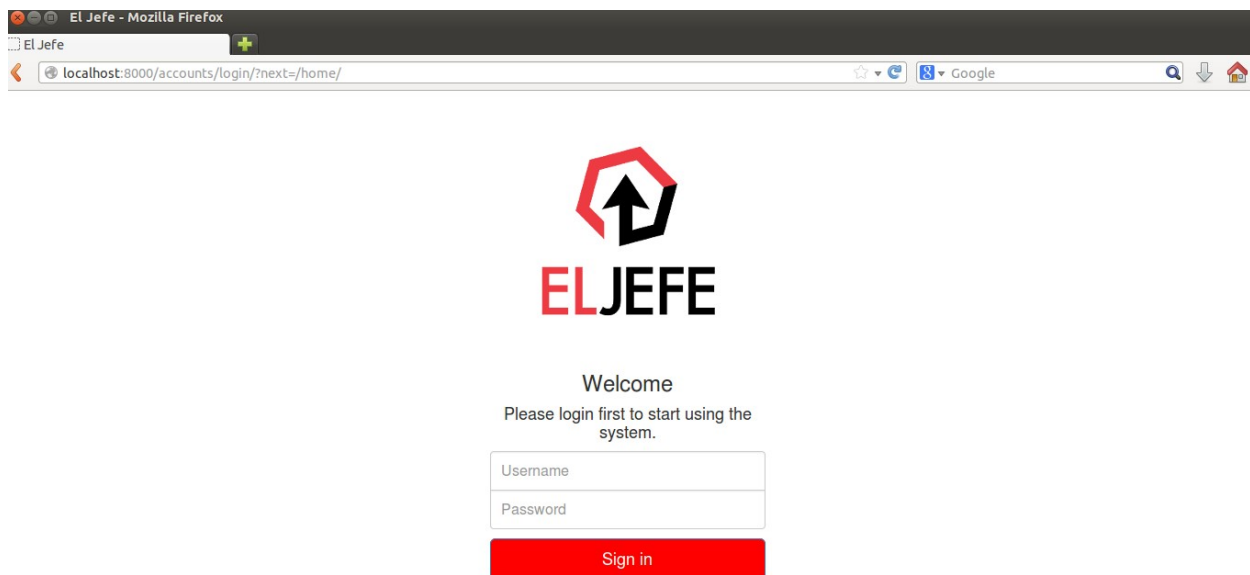 El Jefe - Mozilla Firefox
El Jefe
localhost:8000/accounts/login/?next=/home/
8 Google
ELJEFE
Welcome
Please login first to start using the
system.
Username
Password
Sign in